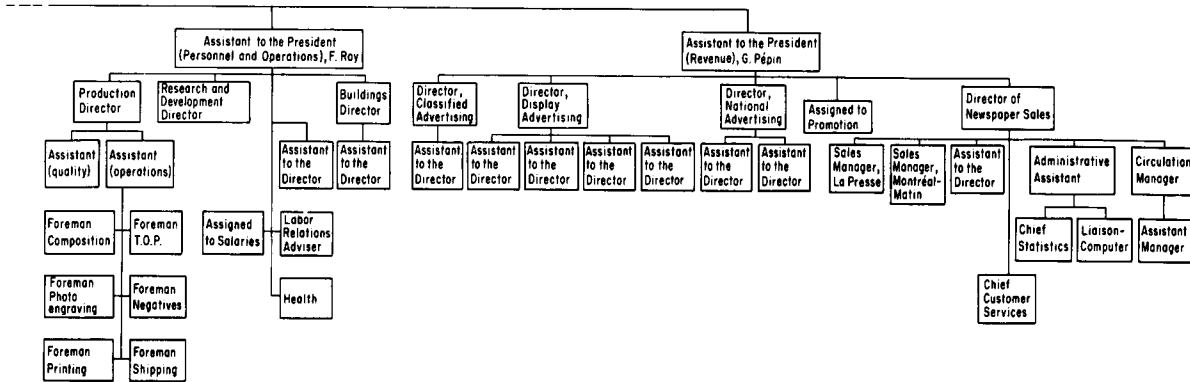 Assistant to the President
(Personnel and Operations), F. Roy
Assistant to the President
(Revenue), G. Pépin
Production
Director
Research and
Development
Director
Buildings
Director
Director,
Classified
Advertising
Director,
Display
Advertising
Director,
National
Advertising
Assigned to
Promotion
Director of
Newspaper Sales
Assistant
(quality)
Assistant
(operations)
Assistant
to the
Director
Assistant
to the
Director
Assistant
to the
Director
Assistant
to the
Director
Assistant
to the
Director
Assistant
to the
Director
Assistant
to the
Director
Assistant
to the
Director
Assistant
to the
Director
Sales
Manager,
La Presse
Sales
Manager,
Montréal-
Matin
Assistant
to the
Director
Administrative
Assistant
Circulation
Manager
Foreman
Composition
Foreman
T.O.P.
Assigned
to Salaries
Labor
Relations
Adviser
Chief
Statistics
Liaison-
Computer
Assistant
Manager
Foreman
Photo
engraving
Foreman
Negatives
Health
Chief
Customer
Services
Foreman
Printing
Foreman
Shipping